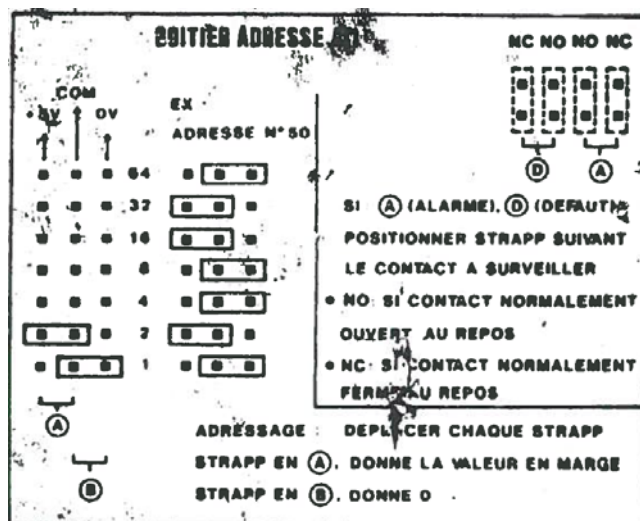 BOITIER ADRESSE
COM
+5V 0V
EX
ADRESSE N°50
64
32
16
8
4
2
1
A
B
NC NO NO NC
D A
SI A (ALARME), D (DEFAUT)
POSITIONNER STRAPP SUIVANT
LE CONTACT A SURVEILLER
• NO: SI CONTACT NORMALEMENT
OUVERT AU REPOS
• NC: SI CONTACT NORMALEMENT
FERME AU REPOS
ADRESSAGE : DEPLACER CHAQUE STRAPP
STRAPP EN A, DONNE LA VALEUR EN MARGE
STRAPP EN B, DONNE 0